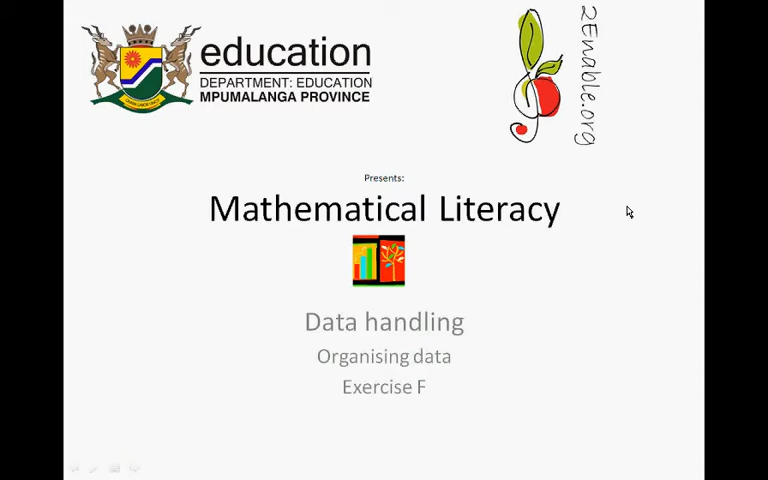 education
DEPARTMENT: EDUCATION
MPUMALANGA PROVINCE
2Enable.org
Presents:
Mathematical Literacy
Data handling
Organising data
Exercise F